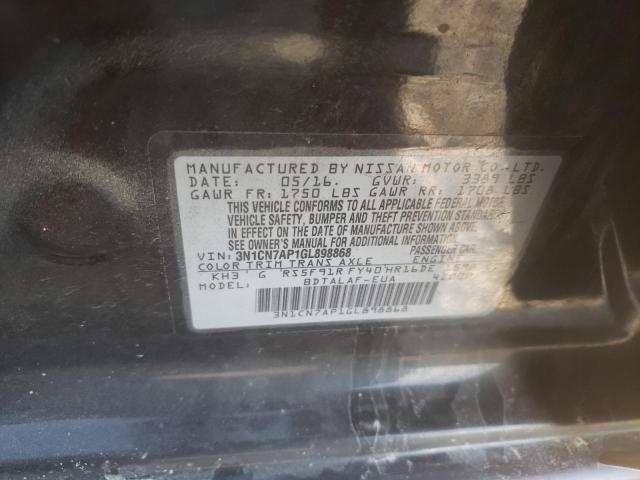 MANUFACTURED BY NISSAN MOTOR CO.,LTD.
DATE: 05/16. GVWR: 3389 LBS
GAWR FR: 1750 LBS GAWR RR: 1708 LBS
THIS VEHICLE CONFORMS TO ALL APPLICABLE FEDERAL MOTOR
VEHICLE SAFETY, BUMPER AND THEFT PREVENTION STANDARDS
IN EFFECT ON THE DATE OF MANUFACTURE SHOWN ABOVE.
SEE OWNER'S MANUAL FOR ADDITIONAL INFORMATION
VIN: 3N1CN7AP1GL898868 PASSENGER CAR
COLOR TRIM TRANS AXLE ENGINE
KH3 G RS5F91R FY40 HR16DE
MODEL: BDTALAF-EUA
3N1CN7AP1GL898868